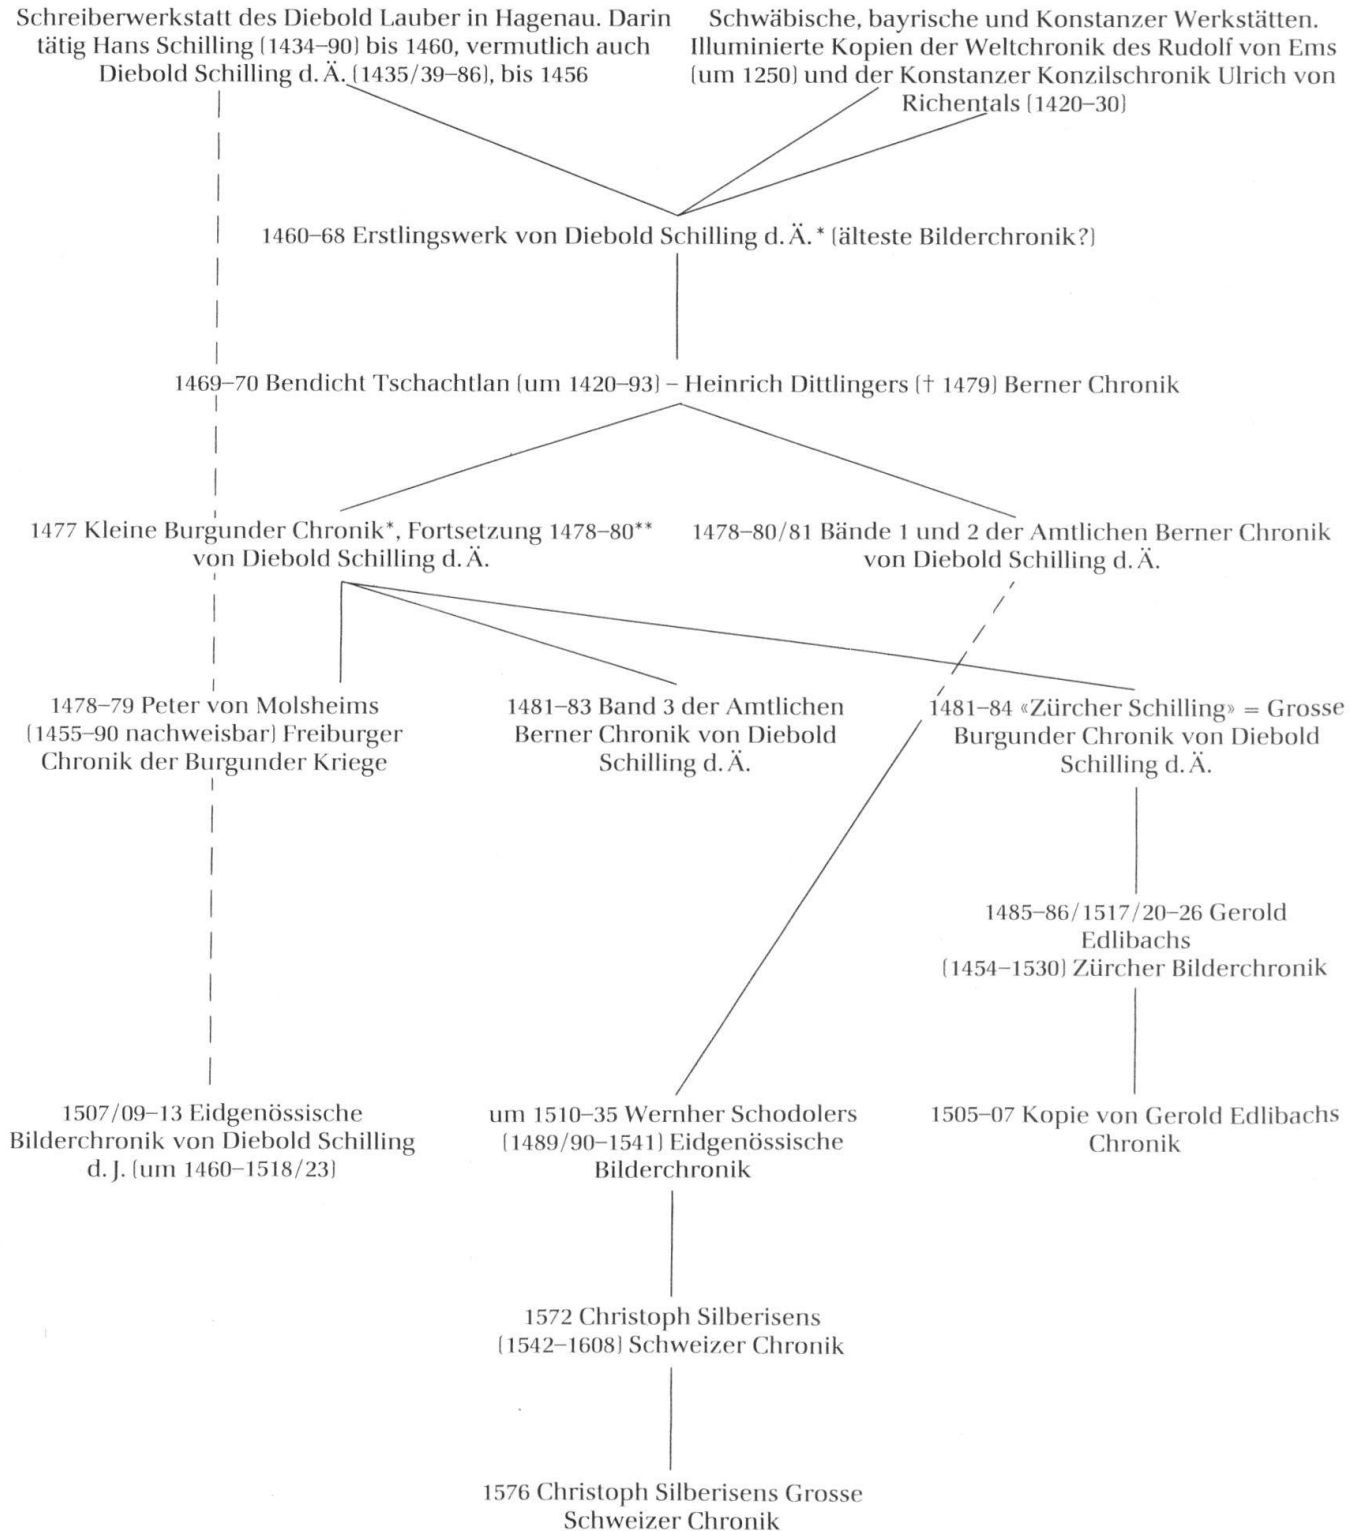 Schreiberwerkstatt des Diebold Lauber in Hagenau. Darin
tätig Hans Schilling (1434–90) bis 1460, vermutlich auch
Diebold Schilling d. Ä. (1435/39–86), bis 1456
Schwäbische, bayrische und Konstanzer Werkstätten.
Illuminierte Kopien der Weltchronik des Rudolf von Ems
(um 1250) und der Konstanzer Konzilschronik Ulrich von
Richentals (1420–30)
1460–68 Erstlingswerk von Diebold Schilling d. Ä. * (älteste Bilderchronik?)
1469–70 Bendicht Tschachtlan (um 1420–93) – Heinrich Dittlingers († 1479) Berner Chronik
1477 Kleine Burgunder Chronik*, Fortsetzung 1478–80**
von Diebold Schilling d. Ä.
1478–80/81 Bände 1 und 2 der Amtlichen Berner Chronik
von Diebold Schilling d. Ä.
1478–79 Peter von Molsheims
(1455–90 nachweisbar) Freiburger
Chronik der Burgunder Kriege
1481–83 Band 3 der Amtlichen
Berner Chronik von Diebold
Schilling d. Ä.
1481–84 «Zürcher Schilling» = Grosse
Burgunder Chronik von Diebold
Schilling d. Ä.
1485–86/1517/20–26 Gerold
Edlibachs
(1454–1530) Zürcher Bilderchronik
1507/09–13 Eidgenössische
Bilderchronik von Diebold Schilling
d. J. (um 1460–1518/23)
um 1510–35 Wernher Schodolers
(1489/90–1541) Eidgenössische
Bilderchronik
1505–07 Kopie von Gerold Edlibachs
Chronik
1572 Christoph Silberisens
(1542–1608) Schweizer Chronik
1576 Christoph Silberisens Grosse
Schweizer Chronik